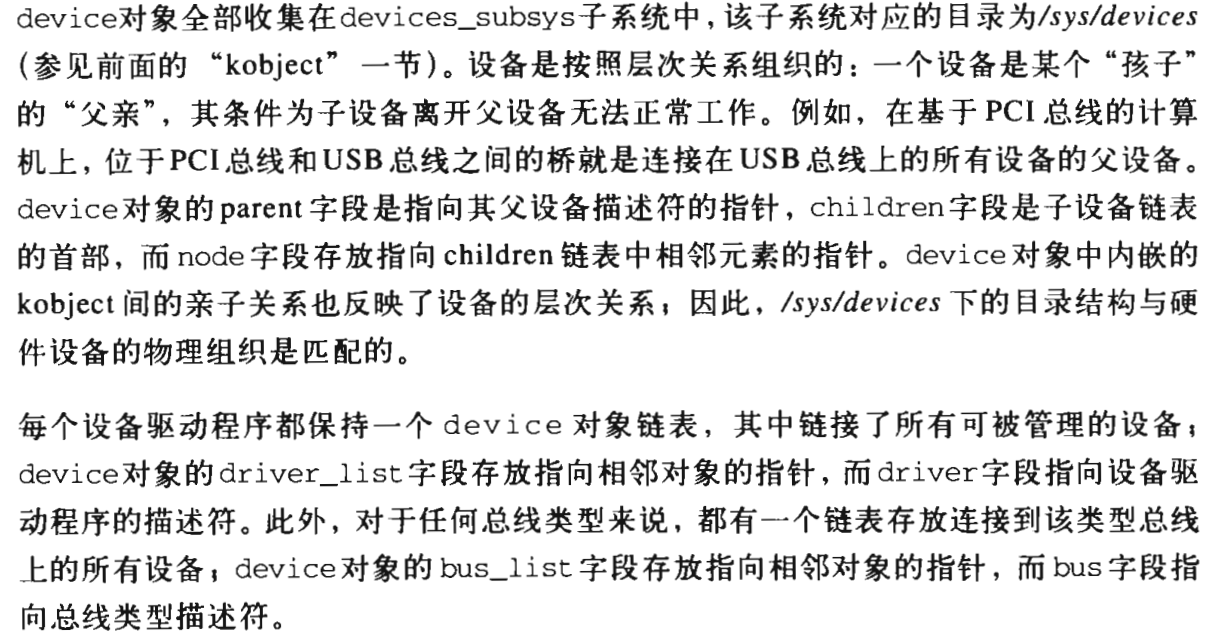 device对象全部收集在devices_subsys子系统中，该子系统对应的目录为/sys/devices
（参见前面的“kobject”一节）。设备是按照层次关系组织的：一个设备是某个“孩子”
的“父亲”，其条件为子设备离开父设备无法正常工作。例如，在基于PCI总线的计算
机上，位于PCI总线和USB总线之间的桥就是连接在USB总线上的所有设备的父设备。
device对象的parent字段是指向其父设备描述符的指针，children字段是子设备链表
的首部，而node字段存放指向children链表中相邻元素的指针。device对象中内嵌的
kobject间的亲子关系也反映了设备的层次关系；因此，/sys/devices下的目录结构与硬
件设备的物理组织是匹配的。
每个设备驱动程序都保持一个device对象链表，其中链接了所有可被管理的设备；
device对象的driver_list字段存放指向相邻对象的指针，而driver字段指向设备驱
动程序的描述符。此外，对于任何总线类型来说，都有一个链表存放连接到该类型总线
上的所有设备；device对象的bus_list字段存放指向相邻对象的指针，而bus字段指
向总线类型描述符。